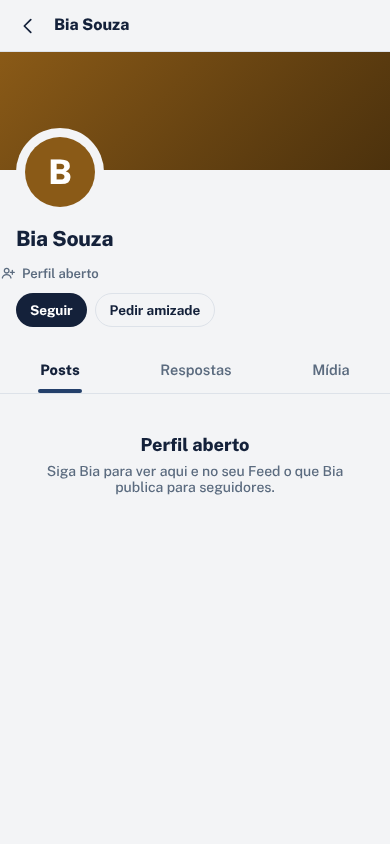 Bia Souza
B
Bia Souza
Perfil aberto
Seguir
Pedir amizade
Posts
Respostas
Mídia
Perfil aberto
Siga Bia para ver aqui e no seu Feed o que Bia
publica para seguidores.